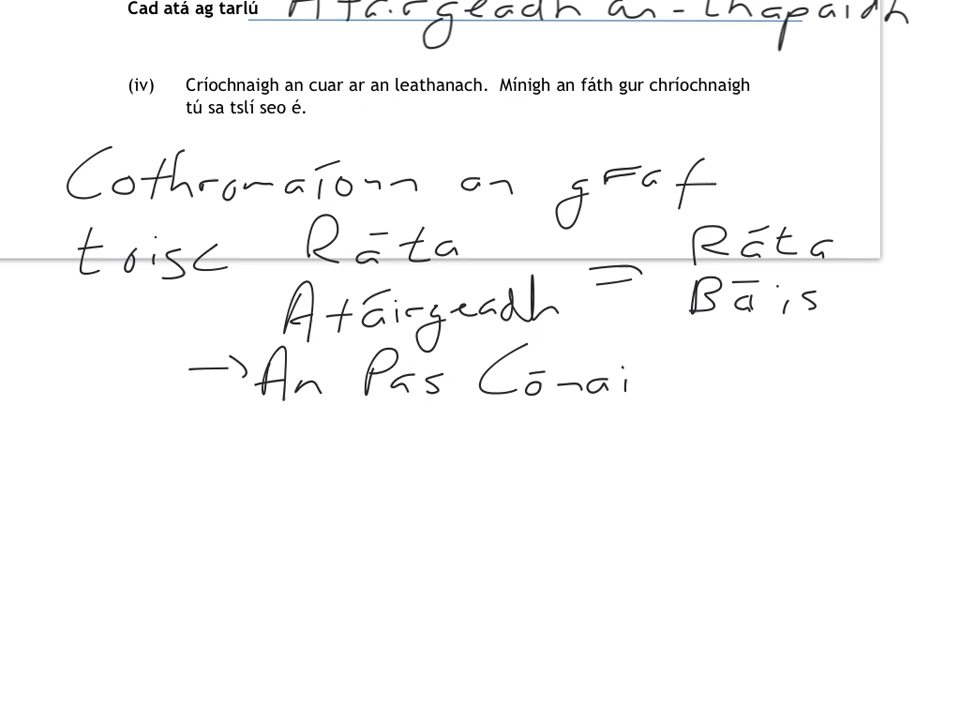 Cad atá ag tarlú Atáirgeadh an-thapaidh
(iv) Críochnaigh an cuar ar an leathanach. Mínigh an fáth gur chríochnaigh
tú sa tslí seo é.
Cothromaíonn an graf
toisc Ráta Ráta
Atáirgeadh = Báis
→ An Pas Cónai